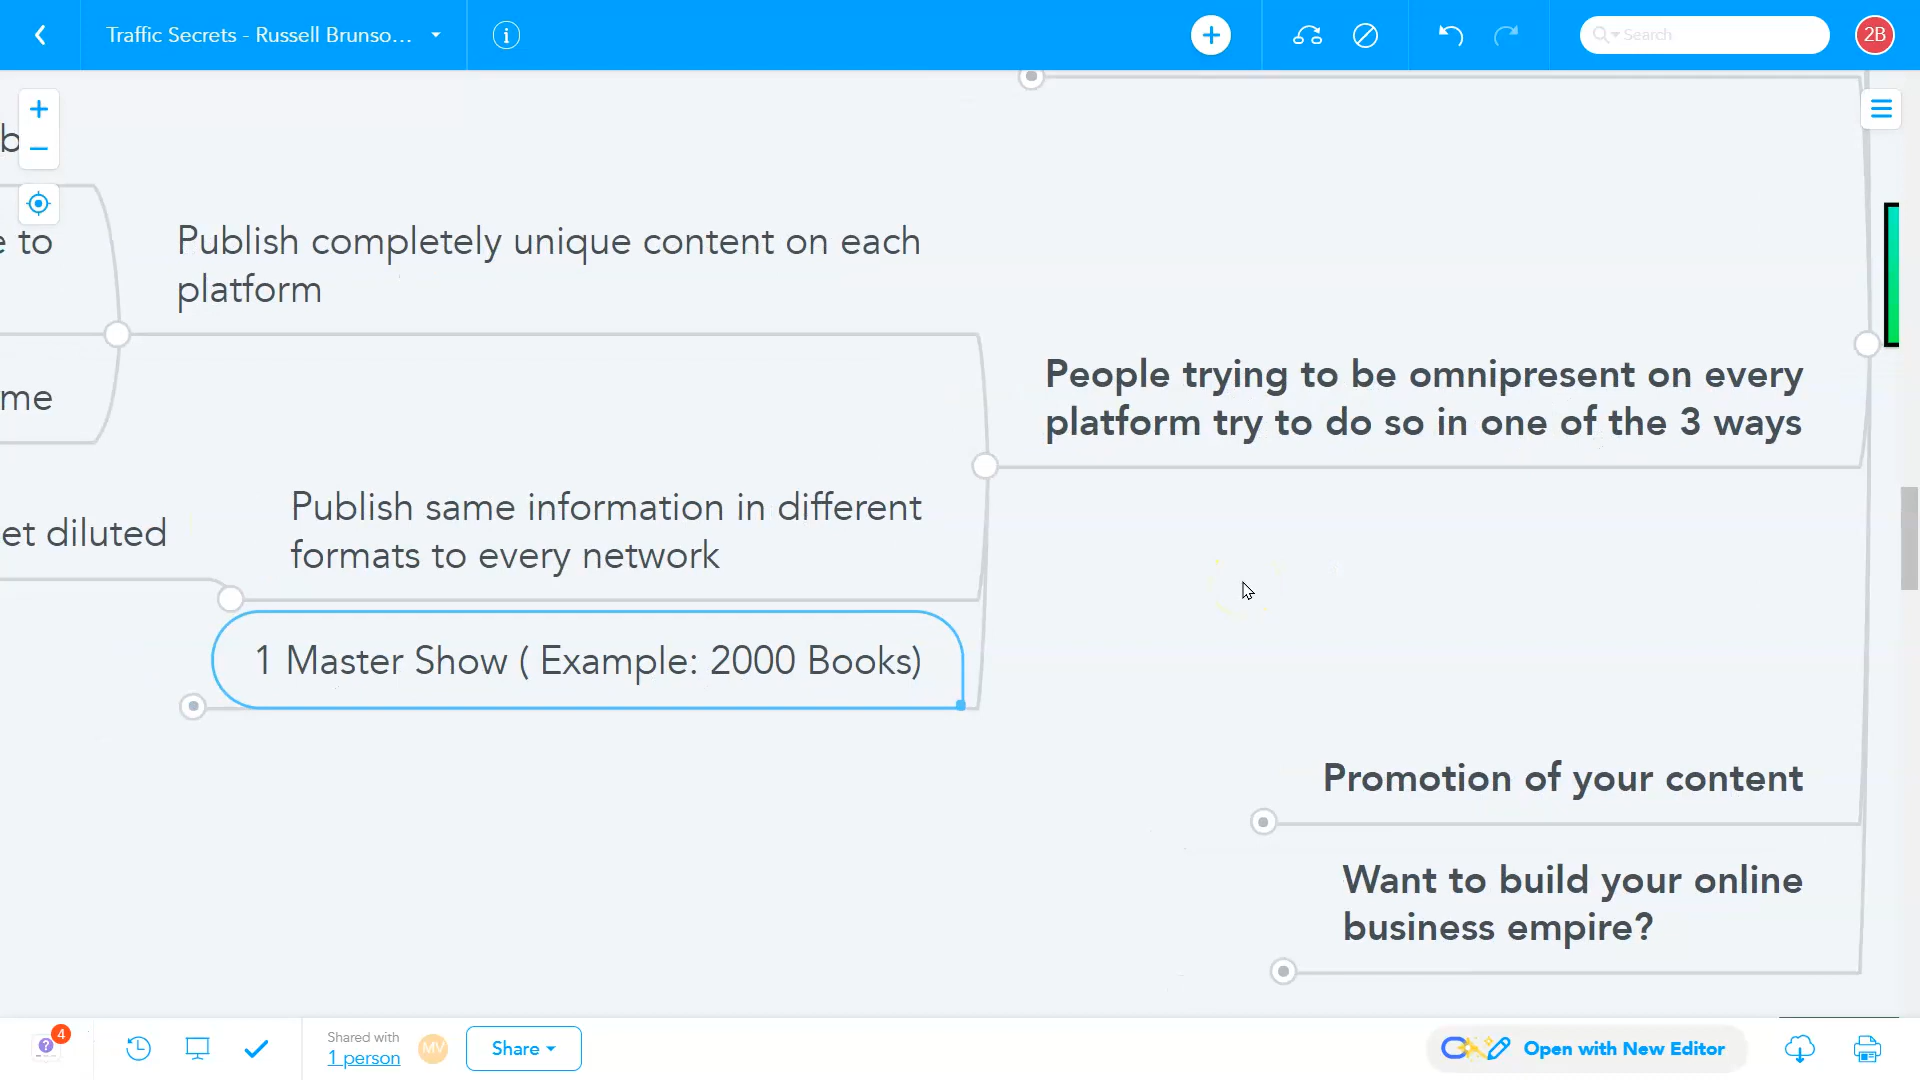 Traffic Secrets - Russell Brunso...
Search
2B
b
e to
me
et diluted
Publish completely unique content on each
platform
People trying to be omnipresent on every
platform try to do so in one of the 3 ways
Publish same information in different
formats to every network
1 Master Show ( Example: 2000 Books)
Promotion of your content
Want to build your online
business empire?
4
Shared with
1 person
MV
Share
Open with New Editor